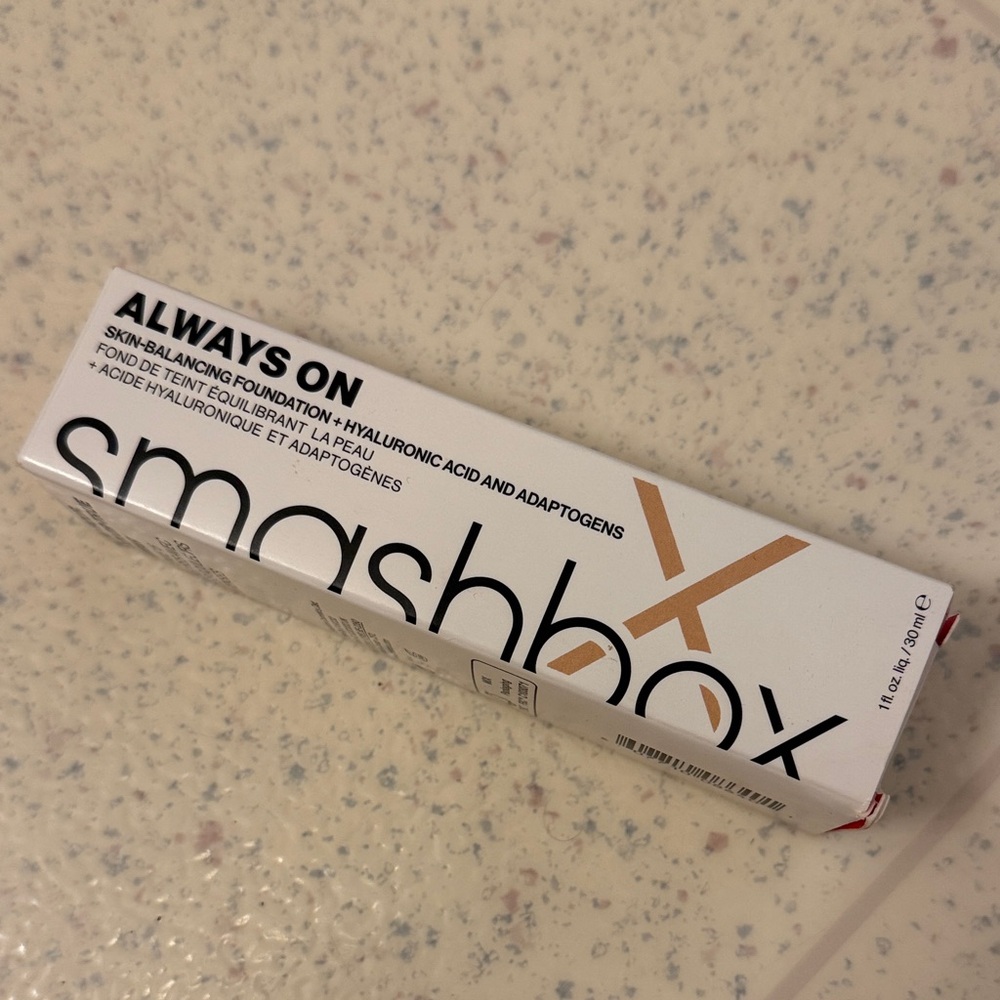 ALWAYS ON
SKIN-BALANCING FOUNDATION + HYALURONIC ACID AND ADAPTOGENS
FOND DE TEINT ÉQUILIBRANT LA PEAU
+ ACIDE HYALURONIQUE ET ADAPTOGÈNES
smashbox
1 fl. oz. liq. / 30 ml ℮